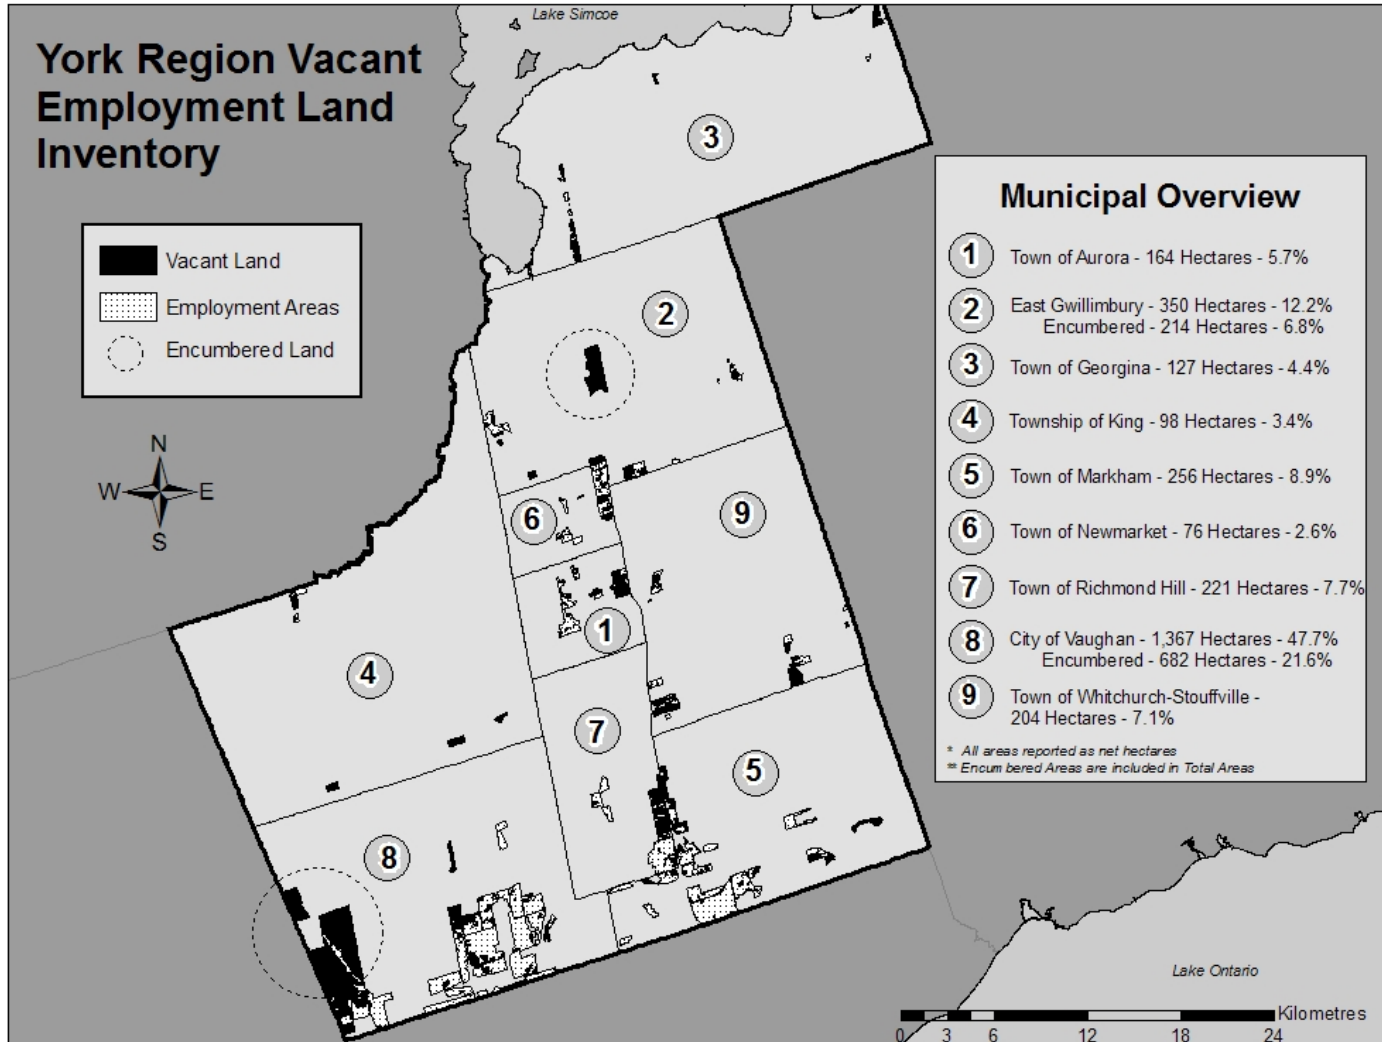 Lake Simcoe
York Region Vacant
Employment Land
Inventory
Vacant Land
Employment Areas
Encumbered Land
N
W E
S
3
2
6
9
1
4
7
5
8
Municipal Overview
1 Town of Aurora - 164 Hectares - 5.7%
2 East Gwillimbury - 350 Hectares - 12.2%
Encumbered - 214 Hectares - 6.8%
3 Town of Georgina - 127 Hectares - 4.4%
4 Township of King - 98 Hectares - 3.4%
5 Town of Markham - 256 Hectares - 8.9%
6 Town of Newmarket - 76 Hectares - 2.6%
7 Town of Richmond Hill - 221 Hectares - 7.7%
8 City of Vaughan - 1,367 Hectares - 47.7%
Encumbered - 682 Hectares - 21.6%
9 Town of Whitchurch-Stouffville -
204 Hectares - 7.1%
* All areas reported as net hectares
** Encumbered Areas are included in Total Areas
Lake Ontario
Kilometres
0 3 6 12 18 24